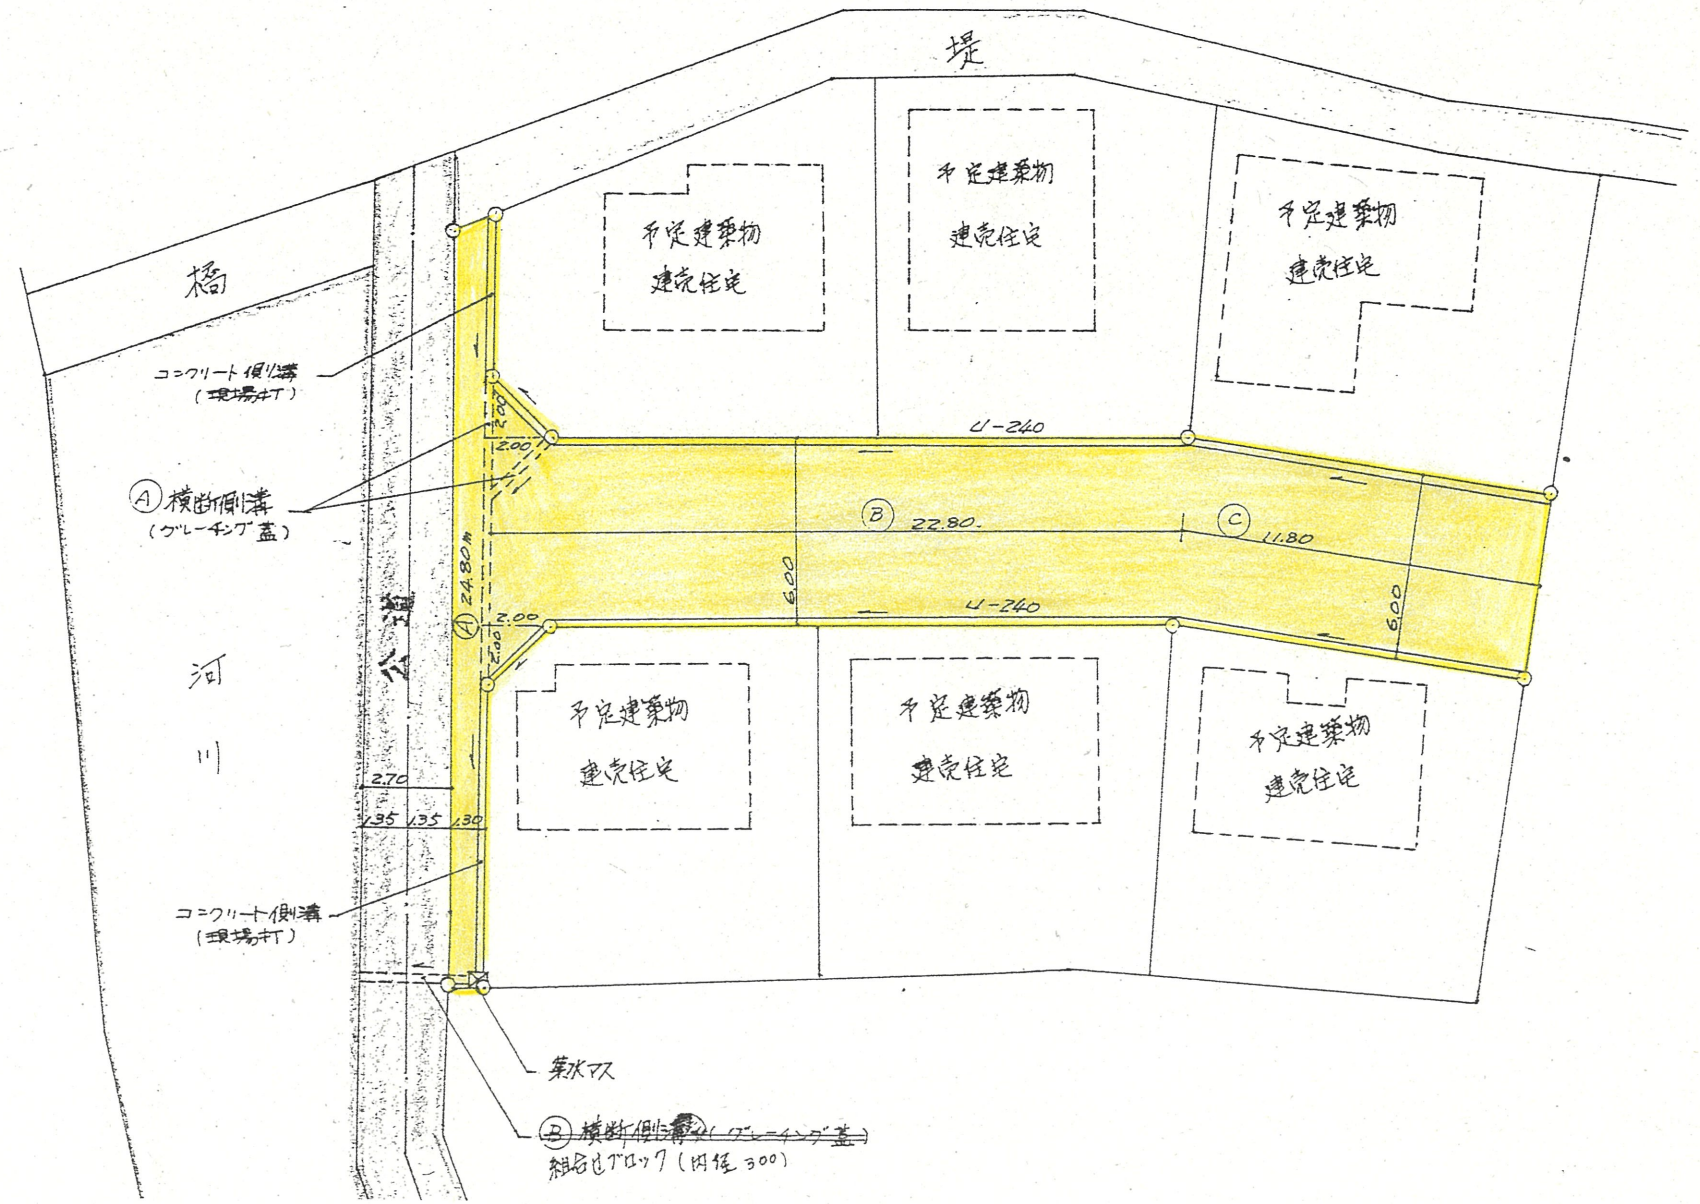 堤
橋
予定建築物
建売住宅
予定建築物
建売住宅
予定建築物
建売住宅
コンクリート側溝
(現場打)
2.00
2.00
U-240
Ⓐ 横断側溝
(グレーチング蓋)
Ⓑ 22.80
Ⓒ 11.80
6.00
6.00
Ⓐ 24.80m
公道
2.00
2.00
U-240
河川
予定建築物
建売住宅
予定建築物
建売住宅
予定建築物
建売住宅
2.70
1.35 1.35 1.30
コンクリート側溝
(現場打)
集水マス
Ⓑ 横断側溝 (グレーチング蓋)
組合せブロック (内径 300)